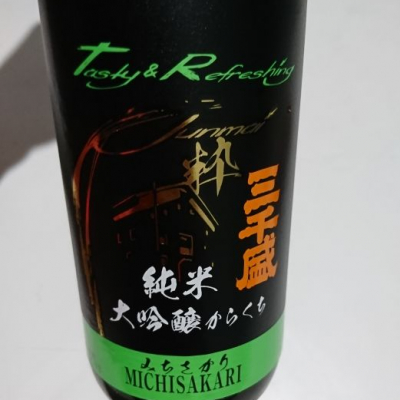 Tasty & Refreshing
Junmai
粋
三千盛
純米
大吟醸からくち
みちさかり
MICHISAKARI